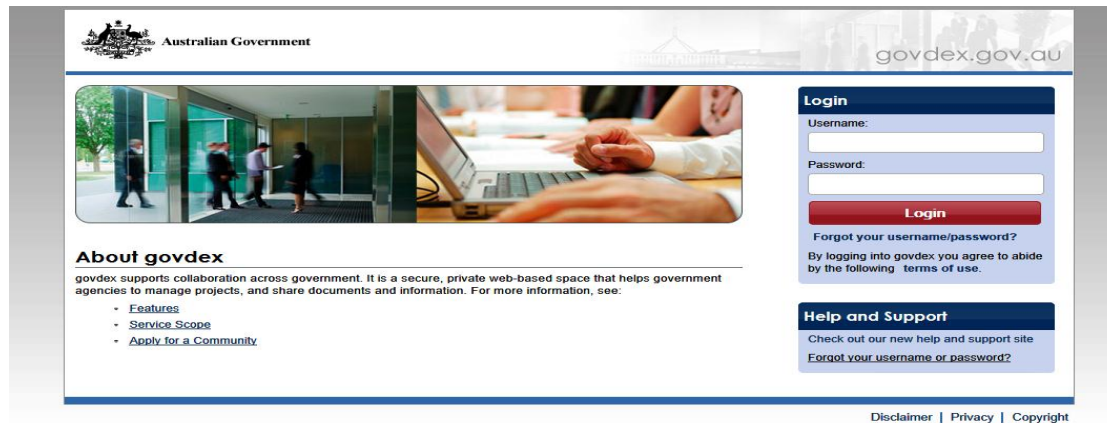 Australian Government
govdex.gov.au
About govdex
govdex supports collaboration across government. It is a secure, private web-based space that helps government
agencies to manage projects, and share documents and information. For more information, see:
Features
Service Scope
Apply for a Community
Login
Username:
Password:
Login
Forgot your username/password?
By logging into govdex you agree to abide
by the following terms of use.
Help and Support
Check out our new help and support site
Forgot your username or password?
Disclaimer | Privacy | Copyright